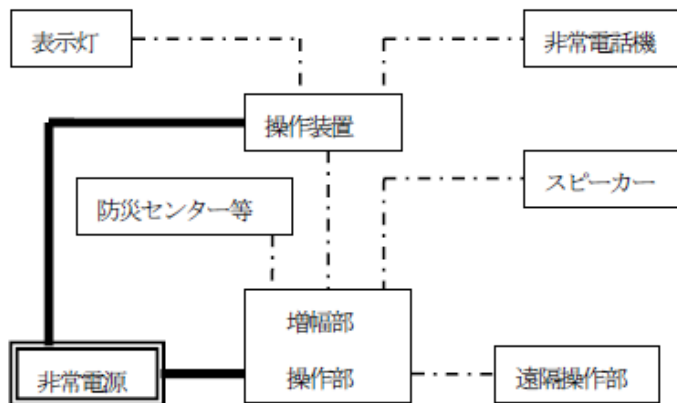 表示灯
非常電話機
操作装置
スピーカー
防災センター等
増幅部
操作部
非常電源
遠隔操作部